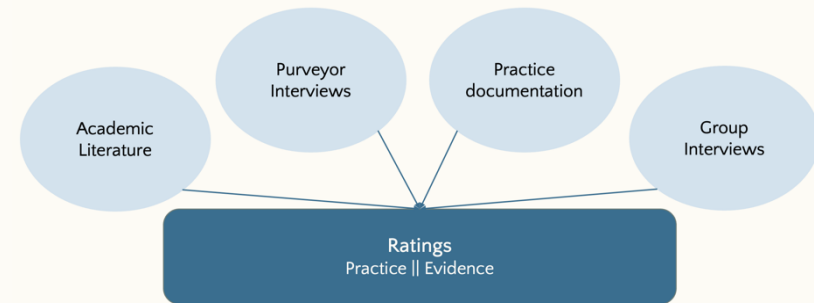 Academic
Literature
Purveyor
Interviews
Practice
documentation
Group
Interviews
Ratings
Practice || Evidence